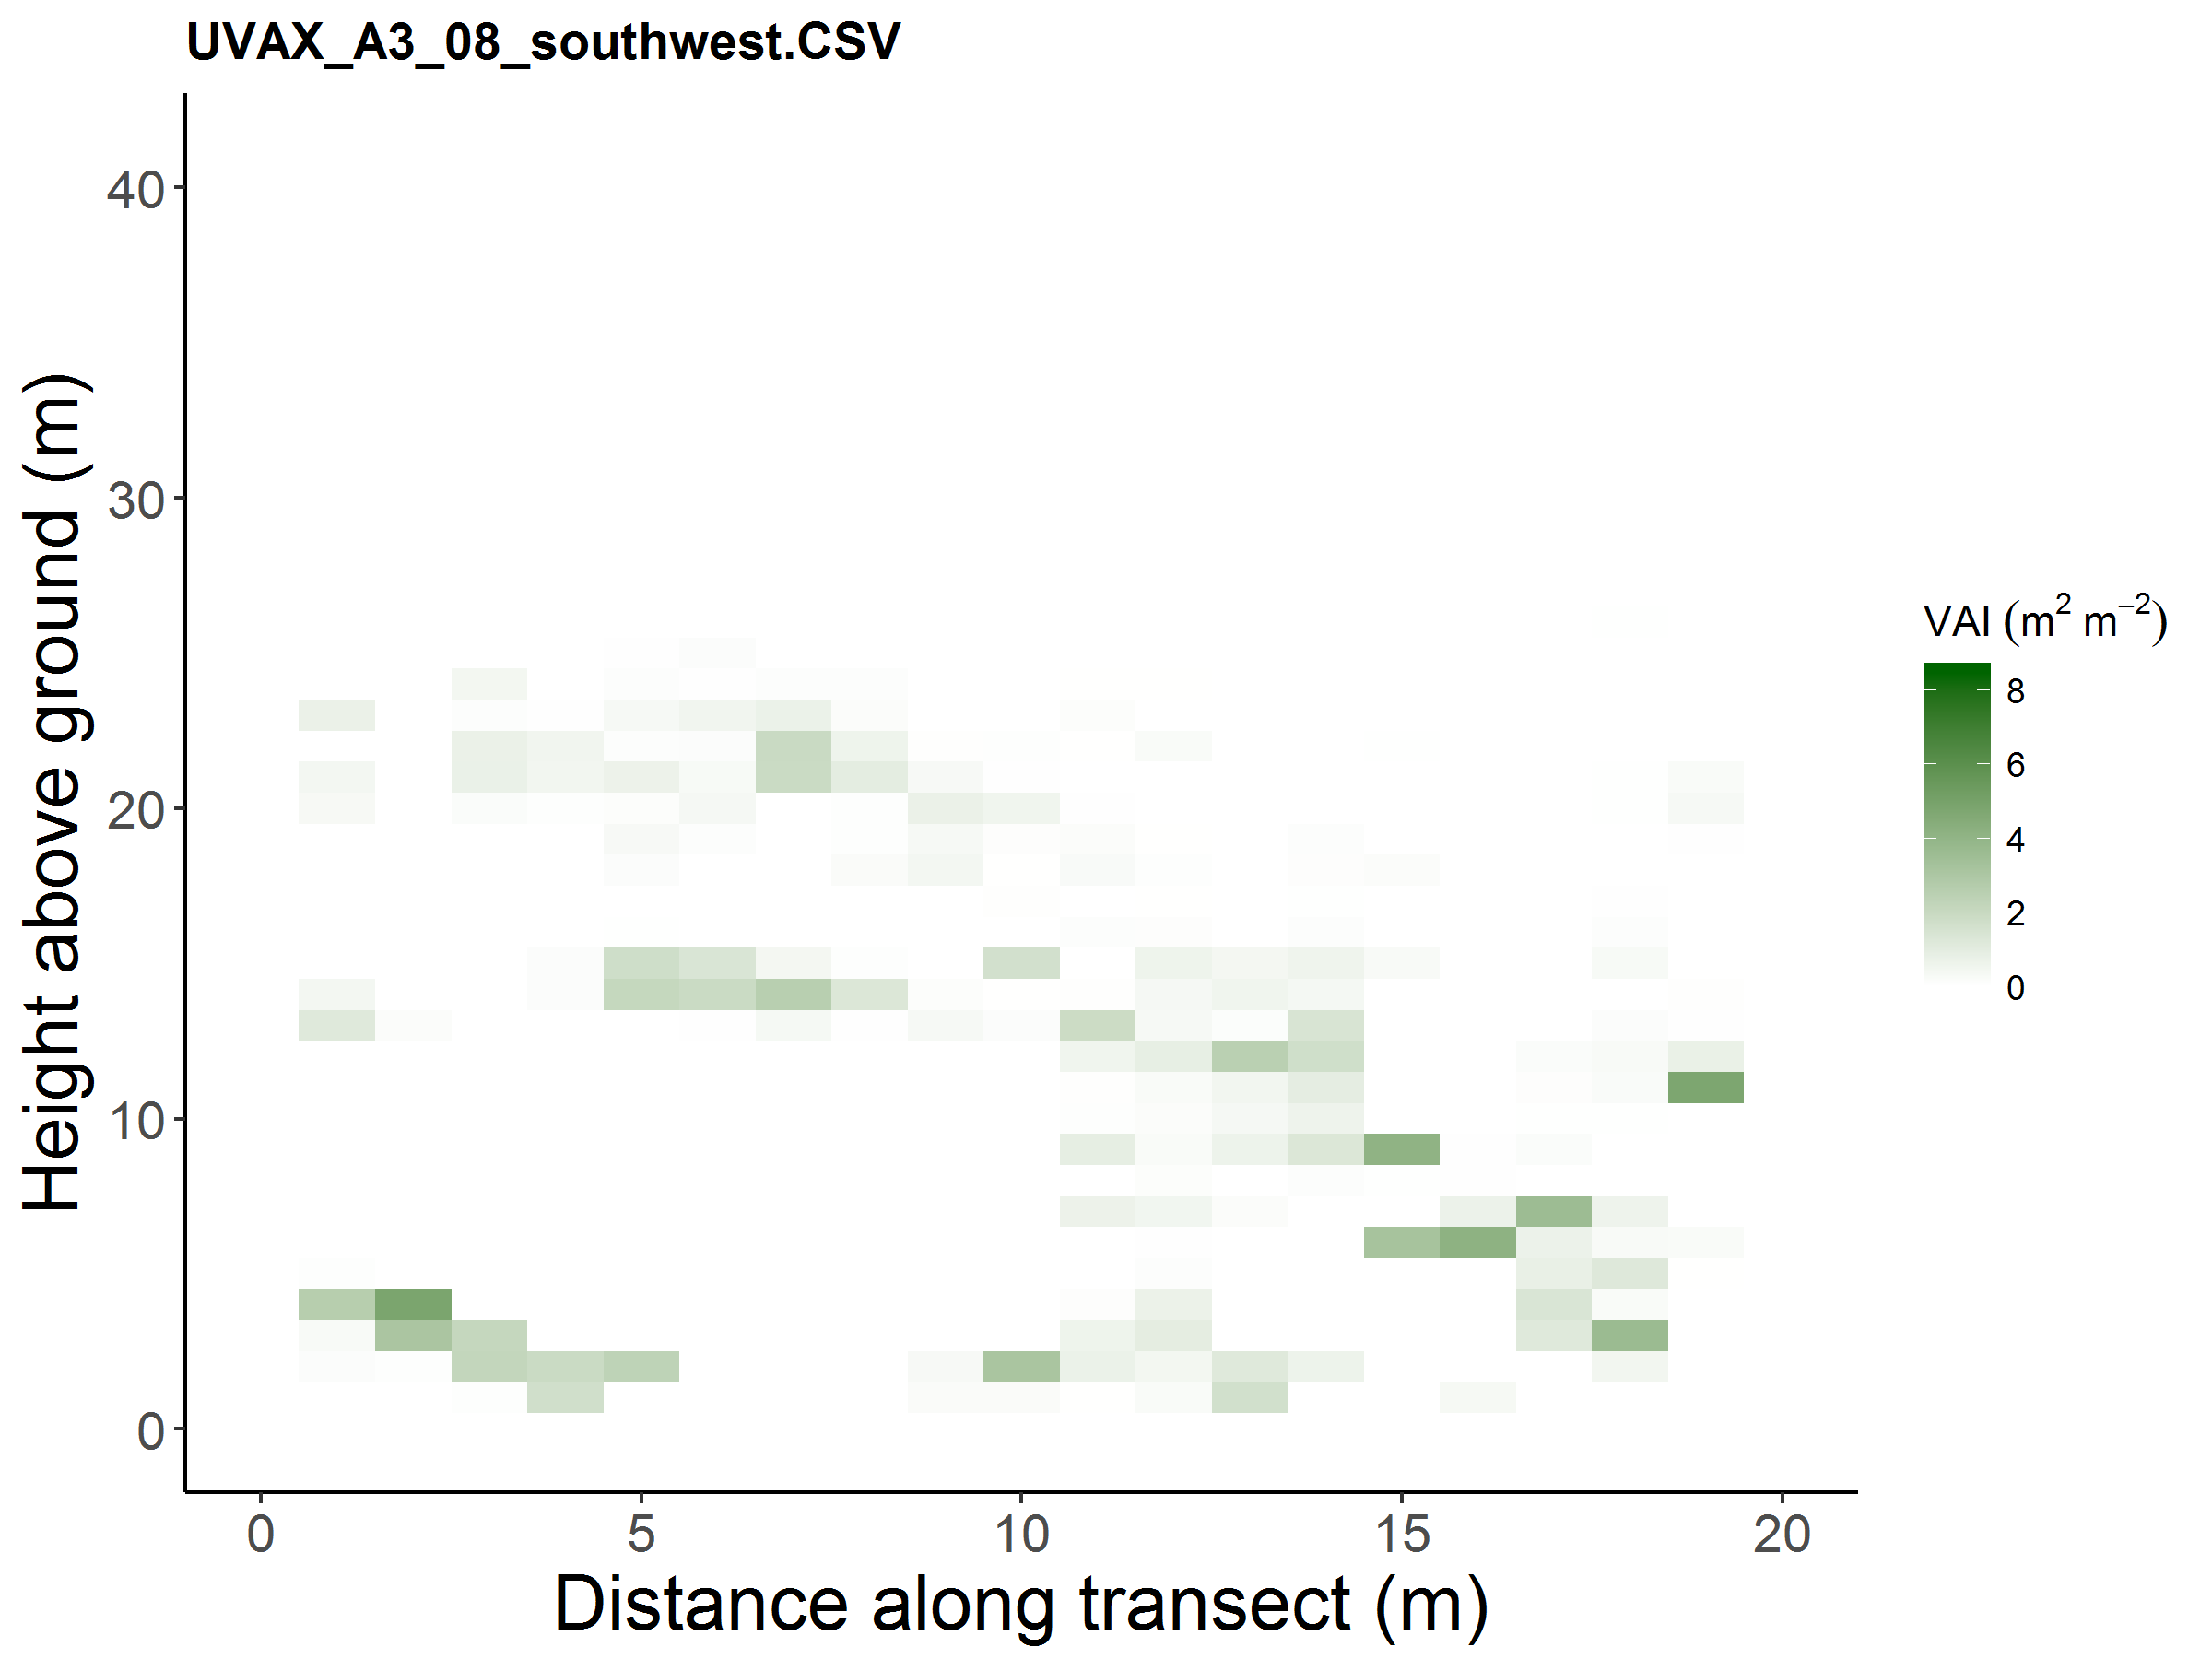 UVAX_A3_08_southwest.CSV
Height above ground (m)
40
30
20
10
0
0 5 10 15 20
Distance along transect (m)
VAI (m² m⁻²)
8
6
4
2
0